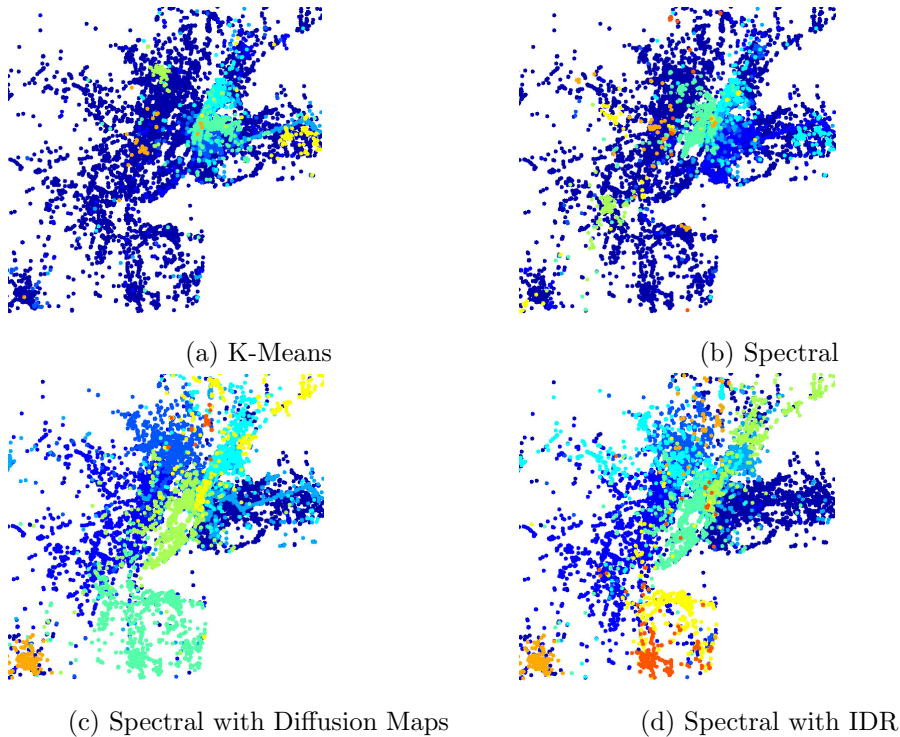 (a) K-Means
(b) Spectral
(c) Spectral with Diffusion Maps
(d) Spectral with IDR